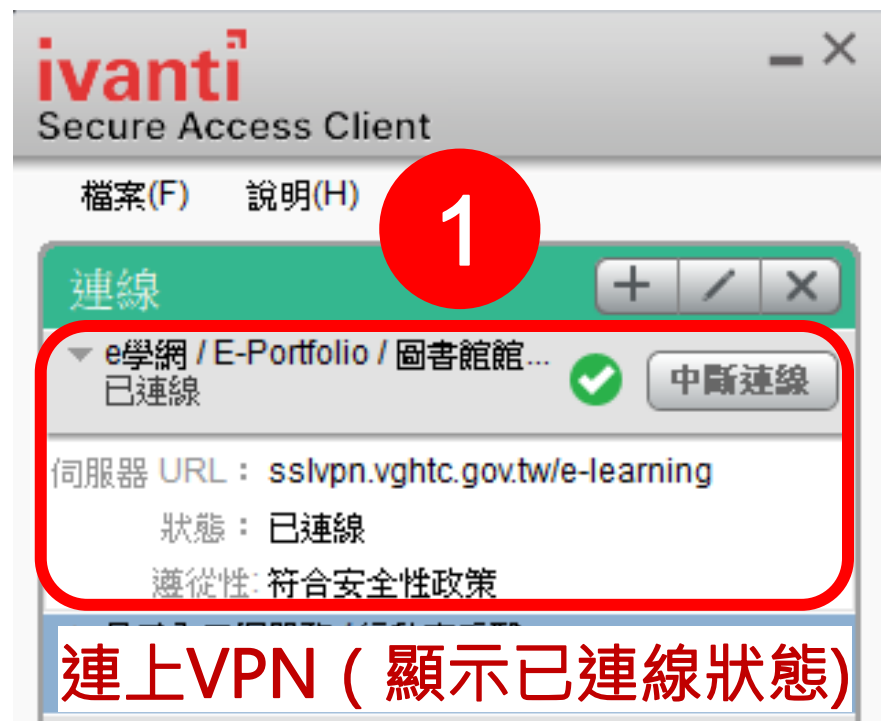 ivanti
Secure Access Client
檔案(F) 說明(H)
1
連線
e學網 / E-Portfolio / 圖書館館...
已連線
中斷連線
伺服器 URL： sslvpn.vghtc.gov.tw/e-learning
狀態： 已連線
遵從性: 符合安全性政策
連上VPN（顯示已連線狀態)